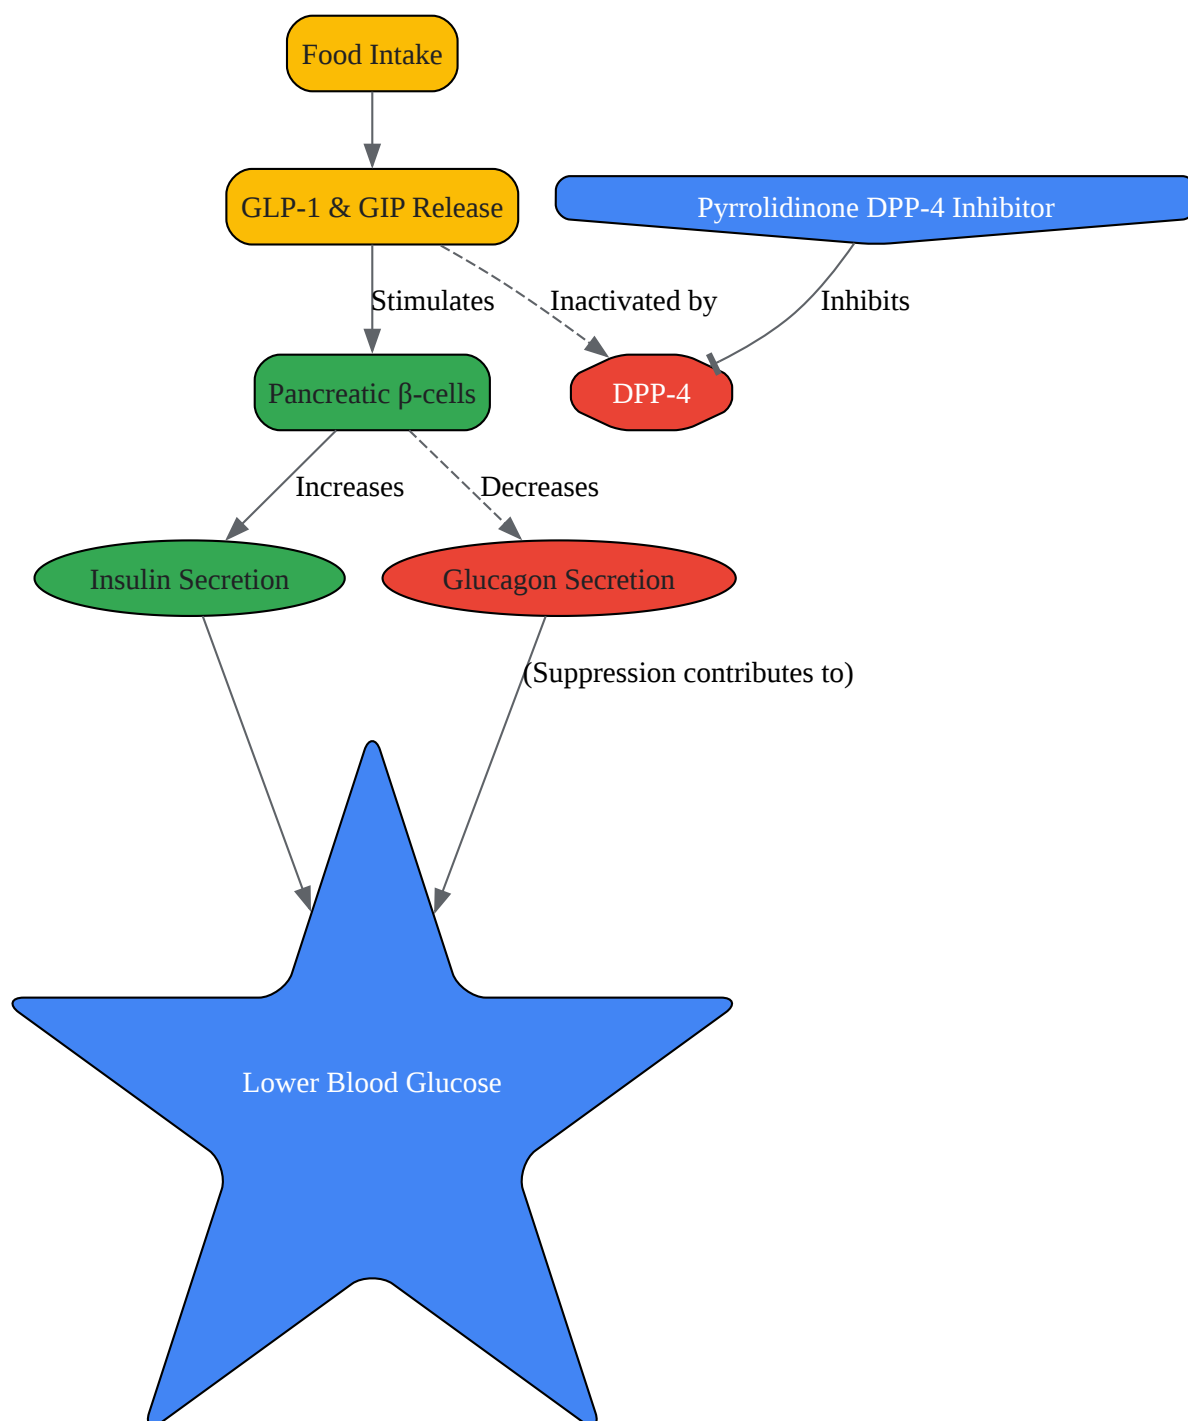 Food Intake
GLP-1 & GIP Release
Pyrrolidinone DPP-4 Inhibitor
Stimulates
Inactivated by
Inhibits
Pancreatic β-cells
DPP-4
Increases
Decreases
Insulin Secretion
Glucagon Secretion
(Suppression contributes to)
Lower Blood Glucose